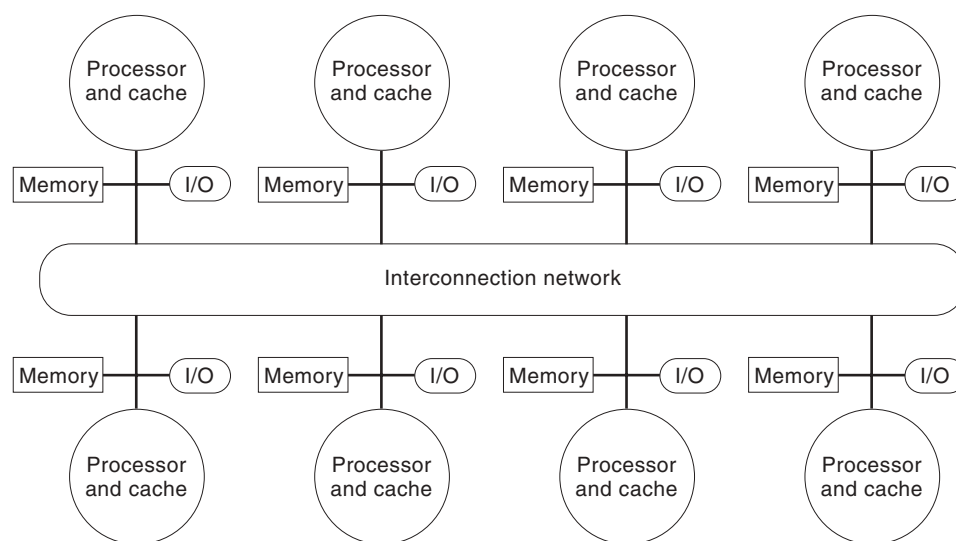 Processor
and cache
Processor
and cache
Processor
and cache
Processor
and cache
Memory
I/O
Memory
I/O
Memory
I/O
Memory
I/O
Interconnection network
Memory
I/O
Memory
I/O
Memory
I/O
Memory
I/O
Processor
and cache
Processor
and cache
Processor
and cache
Processor
and cache